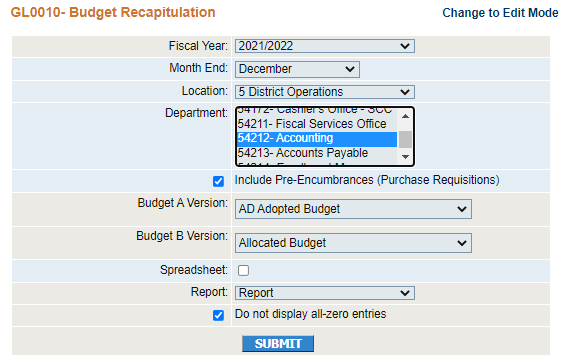 GL0010- Budget Recapitulation
Change to Edit Mode
Fiscal Year: 2021/2022
Month End: December
Location: 5 District Operations
Department: 54172- Cashier's Office - SCC
54211- Fiscal Services Office
54212- Accounting
54213- Accounts Payable
Include Pre-Encumbrances (Purchase Requisitions)
Budget A Version: AD Adopted Budget
Budget B Version: Allocated Budget
Spreadsheet:
Report: Report
Do not display all-zero entries
SUBMIT